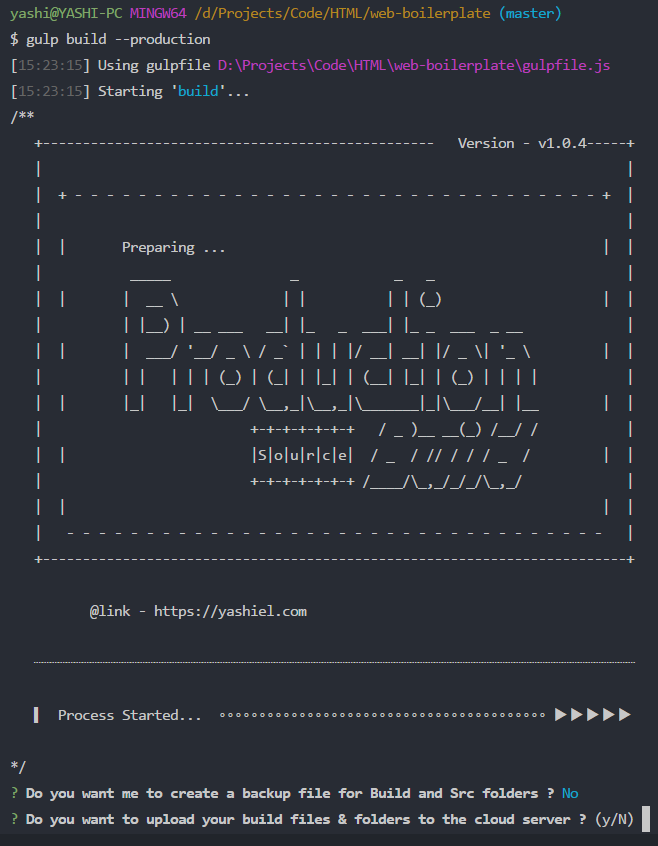 yashi@YASHI-PC MINGW64 /d/Projects/Code/HTML/web-boilerplate (master)
$ gulp build --production
[15:23:15] Using gulpfile D:\Projects\Code\HTML\web-boilerplate\gulpfile.js
[15:23:15] Starting 'build'...
/**
Version - v1.0.4
Preparing ...
Production
|S|o|u|r|c|e| Build
@link - https://yashiel.com
Process Started...
*/
? Do you want me to create a backup file for Build and Src folders ? No
? Do you want to upload your build files & folders to the cloud server ? (y/N)